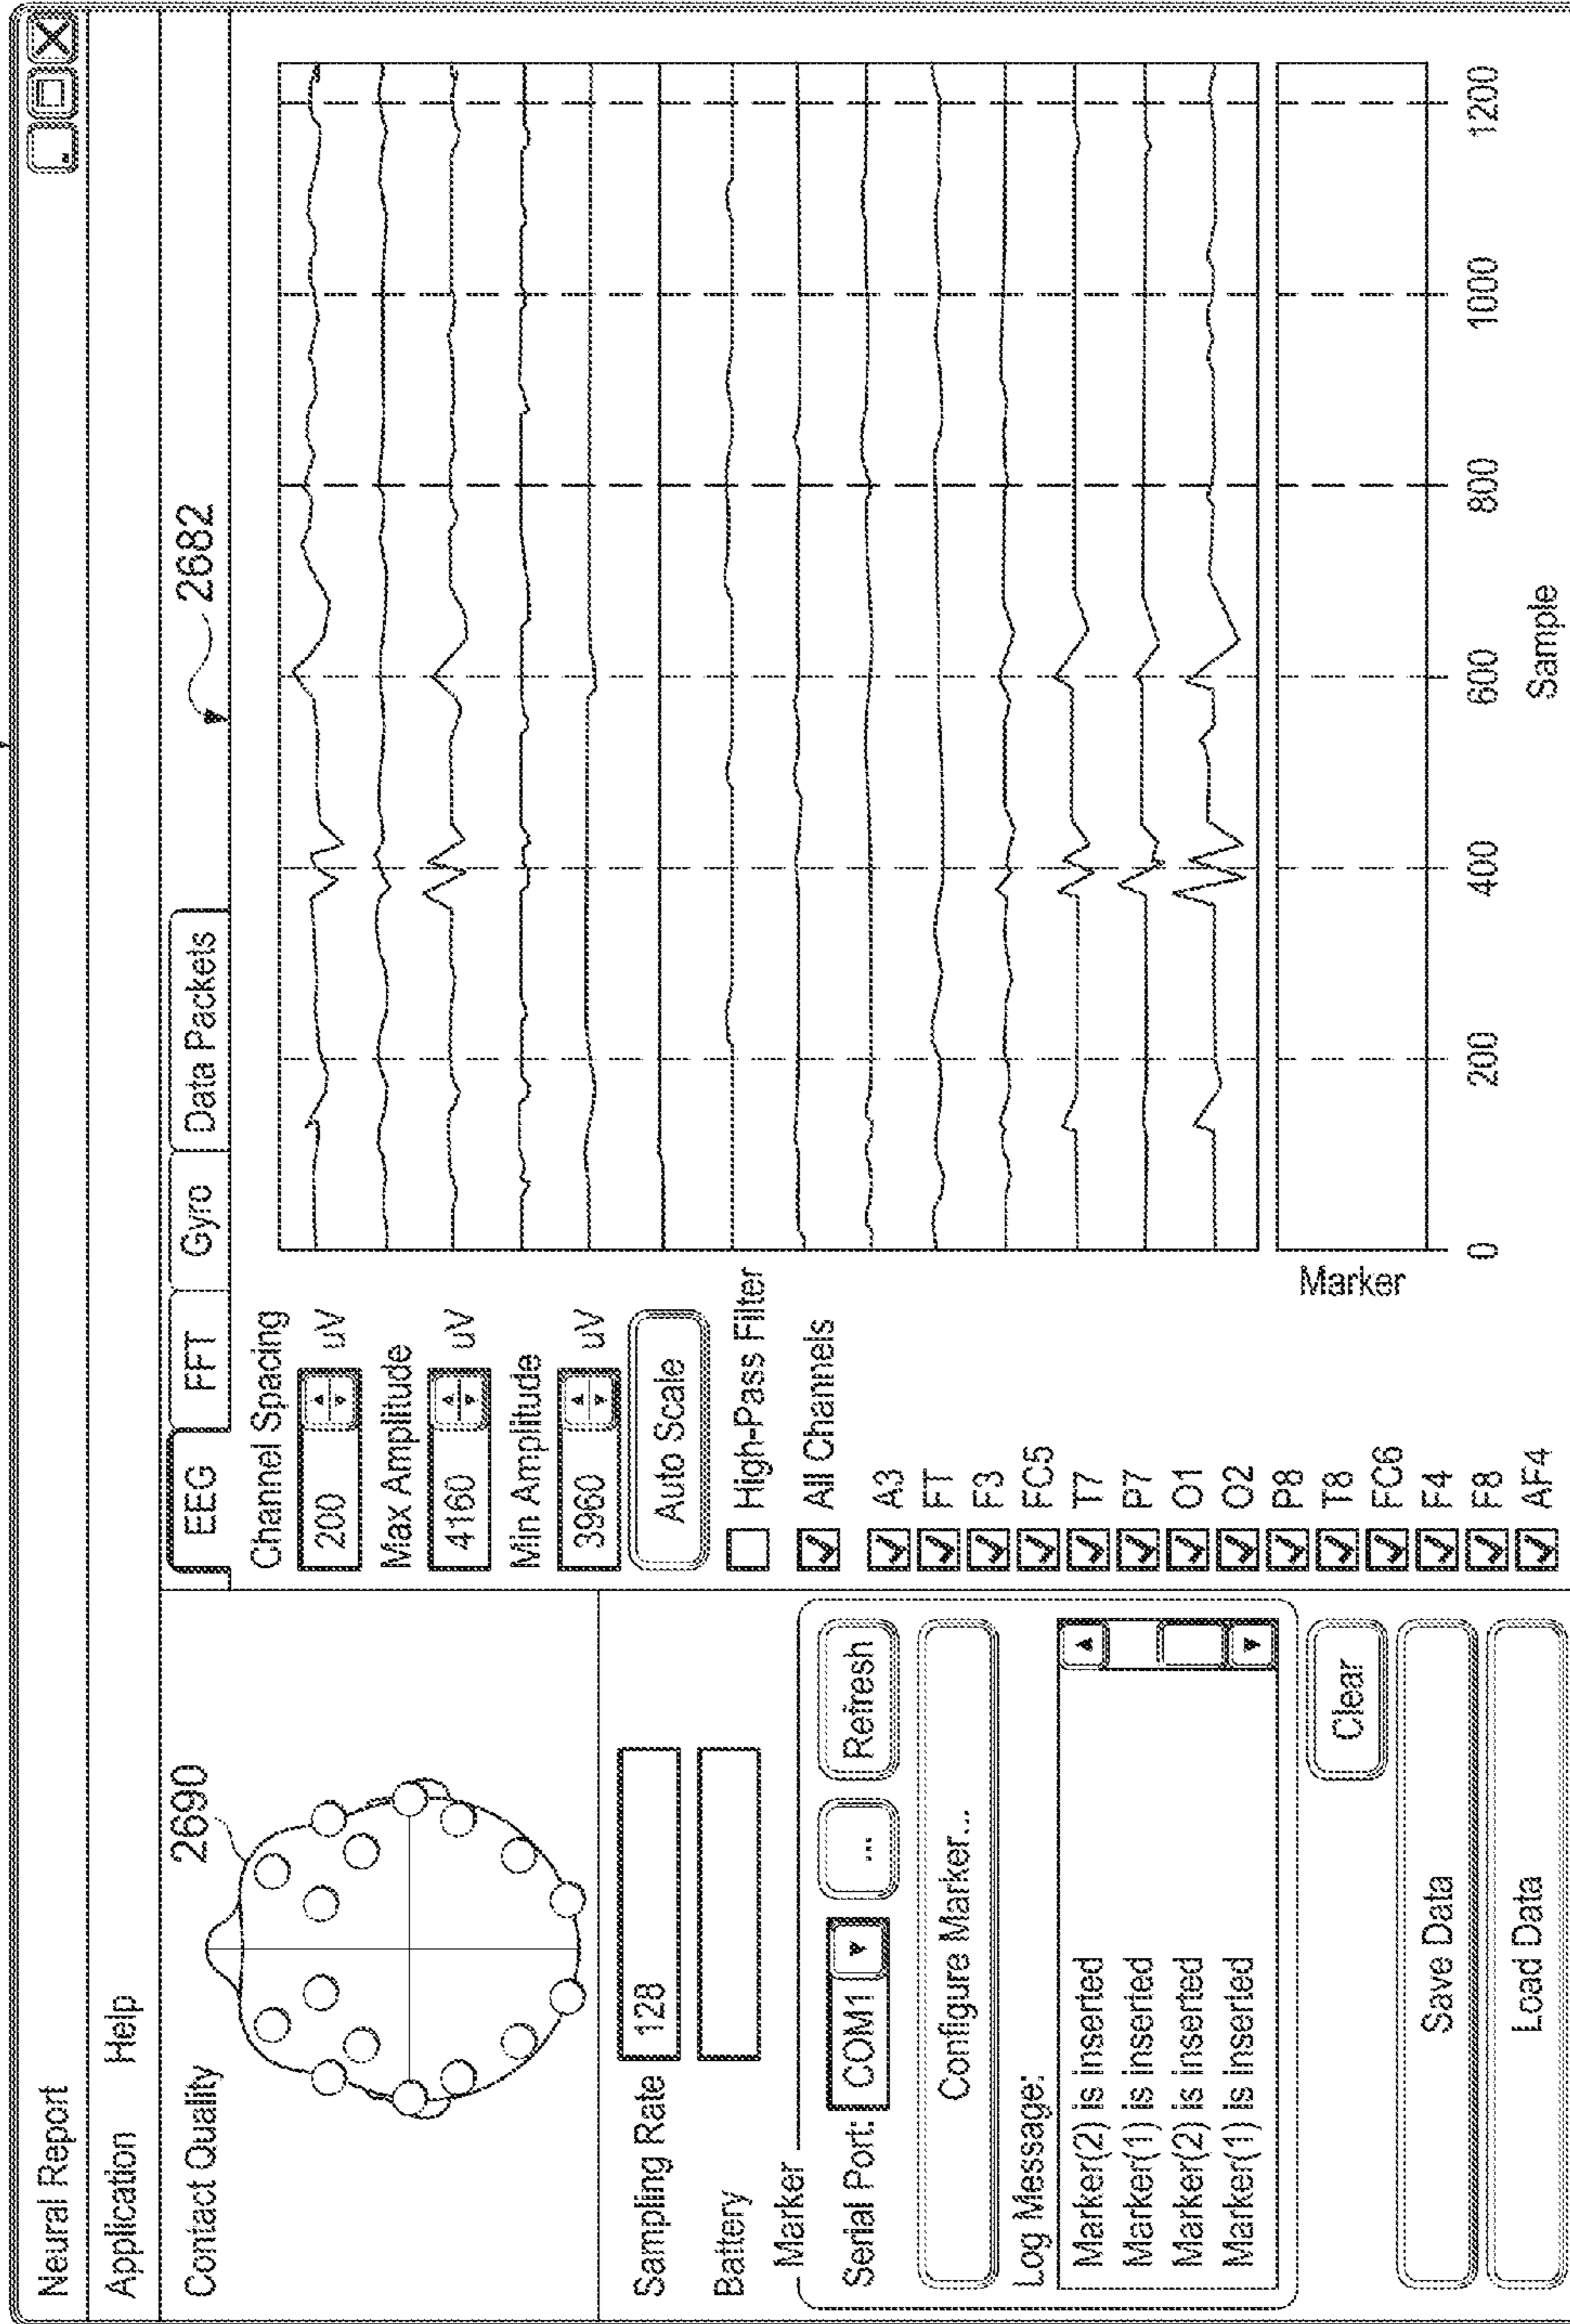 Neural Report
Application Help
Contact Quality
2690
Sampling Rate 128
Battery
Marker
Serial Port: COM1 ... Refresh
Configure Marker...
Log Message:
Marker(2) is inserted
Marker(1) is inserted
Marker(2) is inserted
Marker(1) is inserted
Clear
Save Data
Load Data
EEG FFT Gyro Data Packets
2682
Channel Spacing
200 uV
Max Amplitude
4160 uV
Min Amplitude
3960 uV
Auto Scale
High-Pass Filter
All Channels
A3
FT
F3
FC5
T7
P7
O1
O2
P8
T8
FC6
F4
F8
AF4
Marker
0 200 400 600 800 1000 1200
Sample